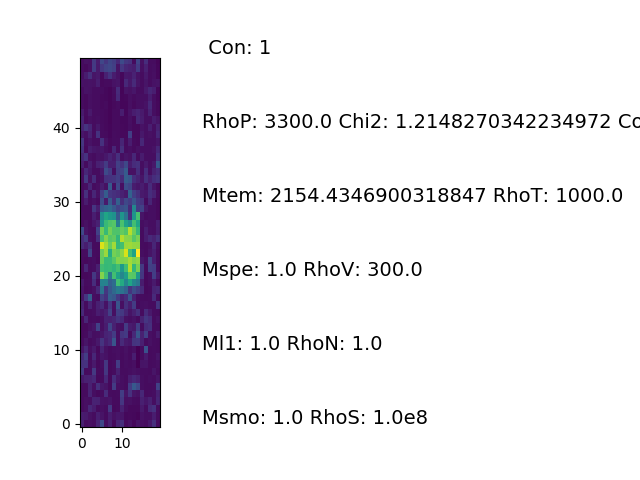 Con: 1
RhoP: 3300.0 Chi2: 1.2148270342234972 Co
40
Mtem: 2154.4346900318847 RhoT: 1000.0
30
Mspe: 1.0 RhoV: 300.0
20
Ml1: 1.0 RhoN: 1.0
10
Msmo: 1.0 RhoS: 1.0e8
0
0 10